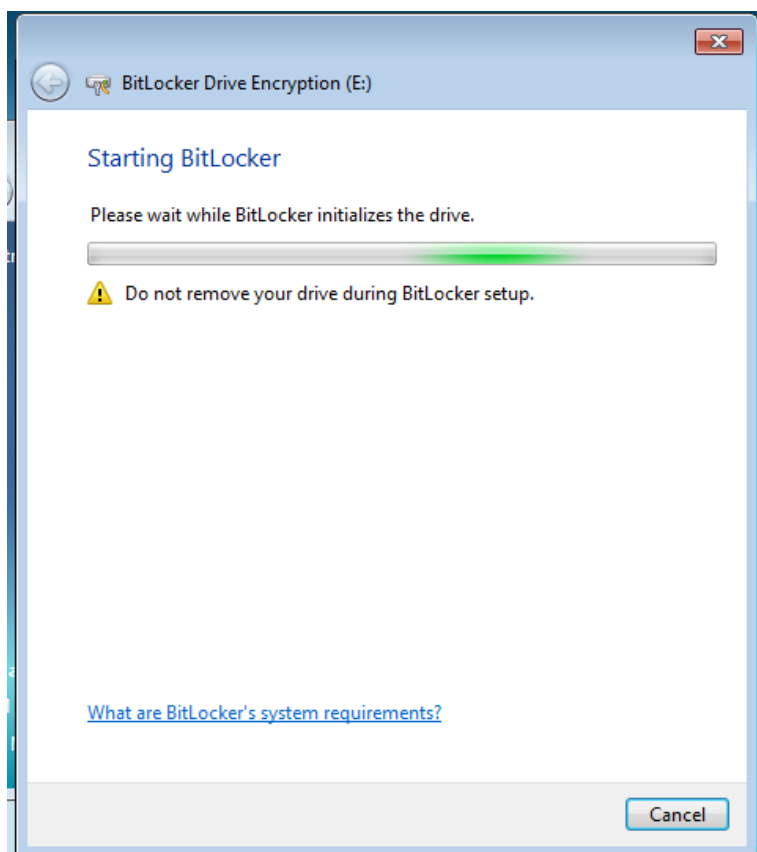 BitLocker Drive Encryption (E:)
Starting BitLocker
Please wait while BitLocker initializes the drive.
Do not remove your drive during BitLocker setup.
What are BitLocker's system requirements?
Cancel